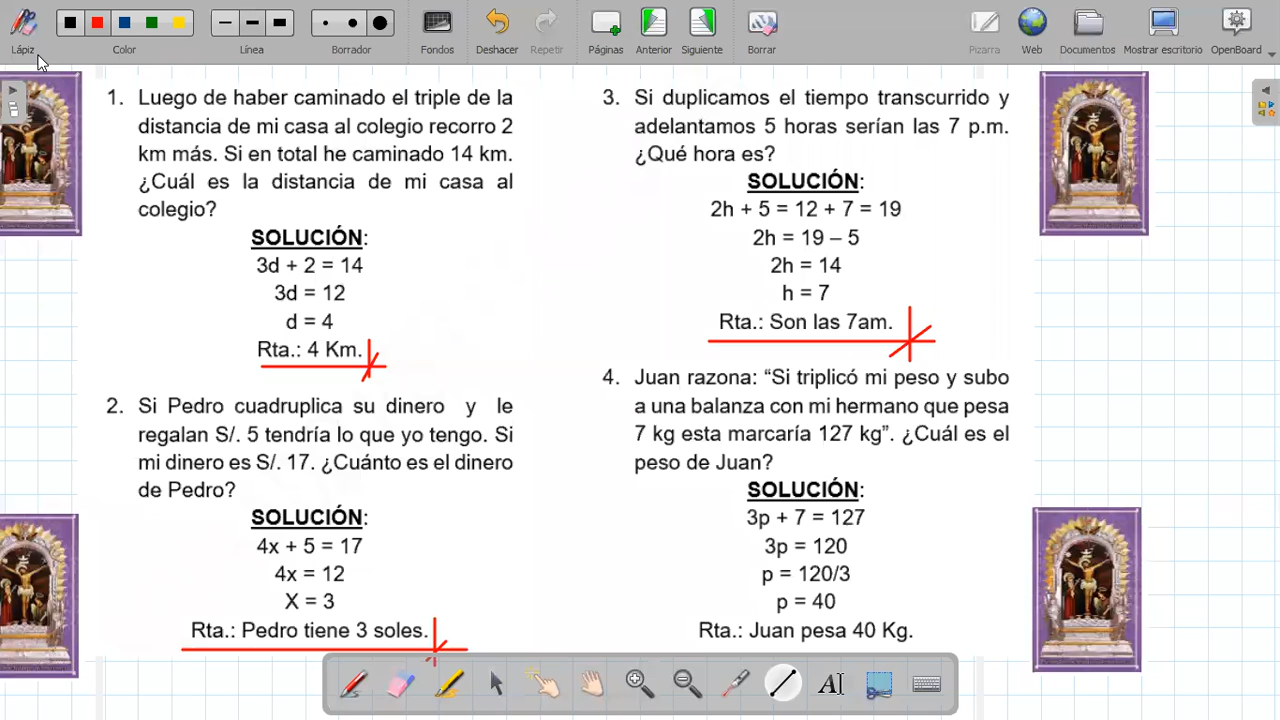 Lápiz
Color
Línea
Borrador
Fondos
Deshacer
Repetir
Páginas
Anterior
Siguiente
Borrar
Pizarra
Web
Documentos
Mostrar escritorio
OpenBoard
1. Luego de haber caminado el triple de la
distancia de mi casa al colegio recorro 2
km más. Si en total he caminado 14 km.
¿Cuál es la distancia de mi casa al
colegio?
SOLUCIÓN:
3d + 2 = 14
3d = 12
d = 4
Rta.: 4 Km.
2. Si Pedro cuadruplica su dinero y le
regalan S/. 5 tendría lo que yo tengo. Si
mi dinero es S/. 17. ¿Cuánto es el dinero
de Pedro?
SOLUCIÓN:
4x + 5 = 17
4x = 12
X = 3
Rta.: Pedro tiene 3 soles.
3. Si duplicamos el tiempo transcurrido y
adelantamos 5 horas serían las 7 p.m.
¿Qué hora es?
SOLUCIÓN:
2h + 5 = 12 + 7 = 19
2h = 19 – 5
2h = 14
h = 7
Rta.: Son las 7am.
4. Juan razona: “Si triplicó mi peso y subo
a una balanza con mi hermano que pesa
7 kg esta marcaría 127 kg”. ¿Cuál es el
peso de Juan?
SOLUCIÓN:
3p + 7 = 127
3p = 120
p = 120/3
p = 40
Rta.: Juan pesa 40 Kg.
AI